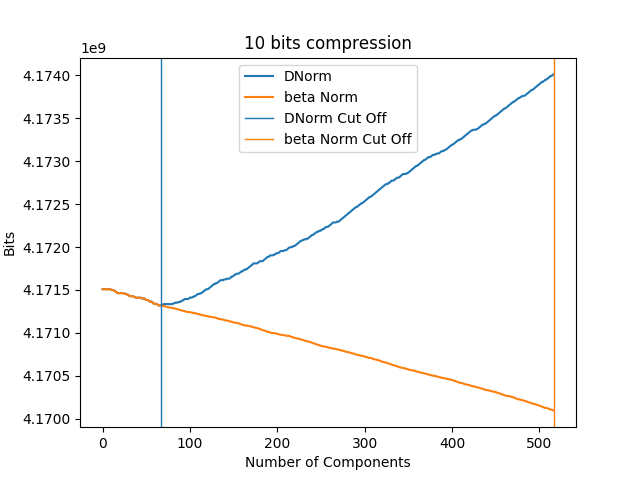 10 bits compression
1e9
DNorm
beta Norm
DNorm Cut Off
beta Norm Cut Off
4.1740
4.1735
4.1730
4.1725
4.1720
4.1715
4.1710
4.1705
4.1700
Bits
0 100 200 300 400 500
Number of Components